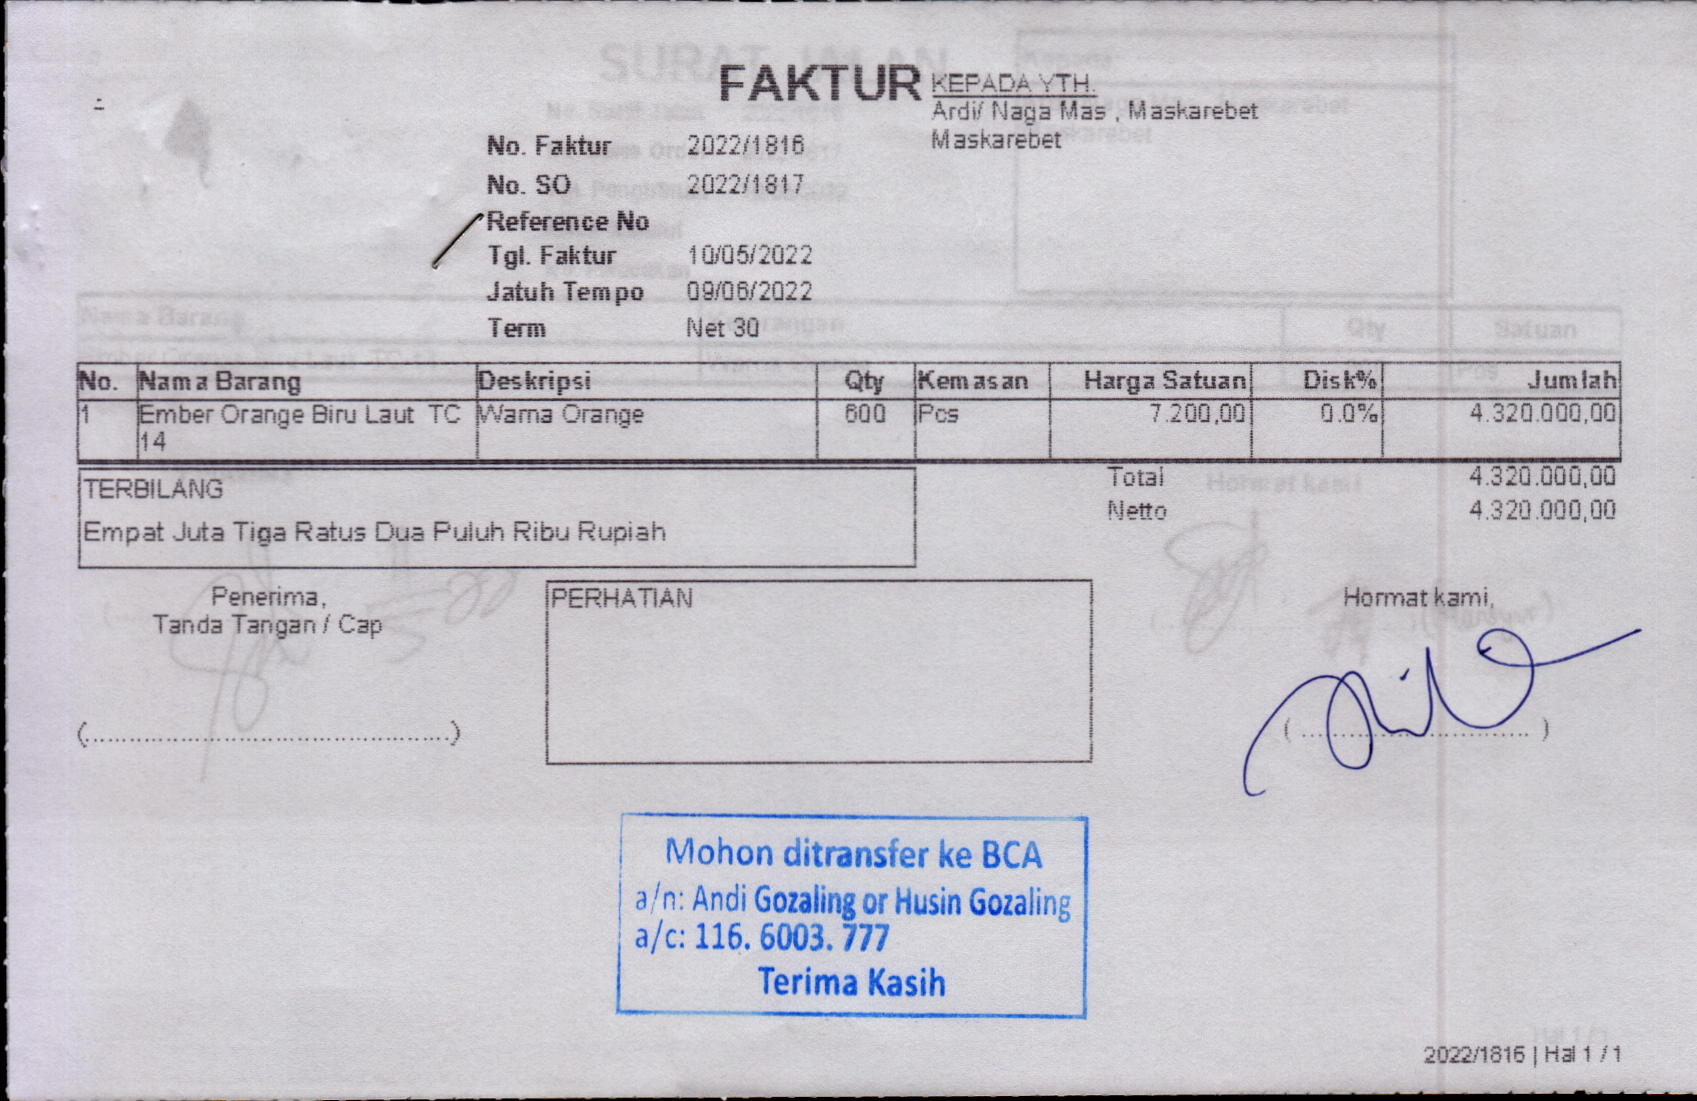 FAKTUR
KEPADA YTH.
Ardi/ Naga Mas , Maskarebet
Maskarebet
No. Faktur 2022/1816
No. SO 2022/1817
Reference No
Tgl. Faktur 10/05/2022
Jatuh Tempo 09/06/2022
Term Net 30
No. Nama Barang Deskripsi Qty Kemasan Harga Satuan Disk% Jumlah
1 Ember Orange Biru Laut TC Warna Orange 600 Pcs 7.200,00 0.0% 4.320.000,00
14
Total 4.320.000,00
Netto 4.320.000,00
TERBILANG
Empat Juta Tiga Ratus Dua Puluh Ribu Rupiah
Penerima,
Tanda Tangan / Cap
(...............................................)
PERHATIAN
Hormat kami,
(.............................)
Mohon ditransfer ke BCA
a/n: Andi Gozaling or Husin Gozaling
a/c: 116. 6003. 777
Terima Kasih
2022/1816 | Hal 1 / 1